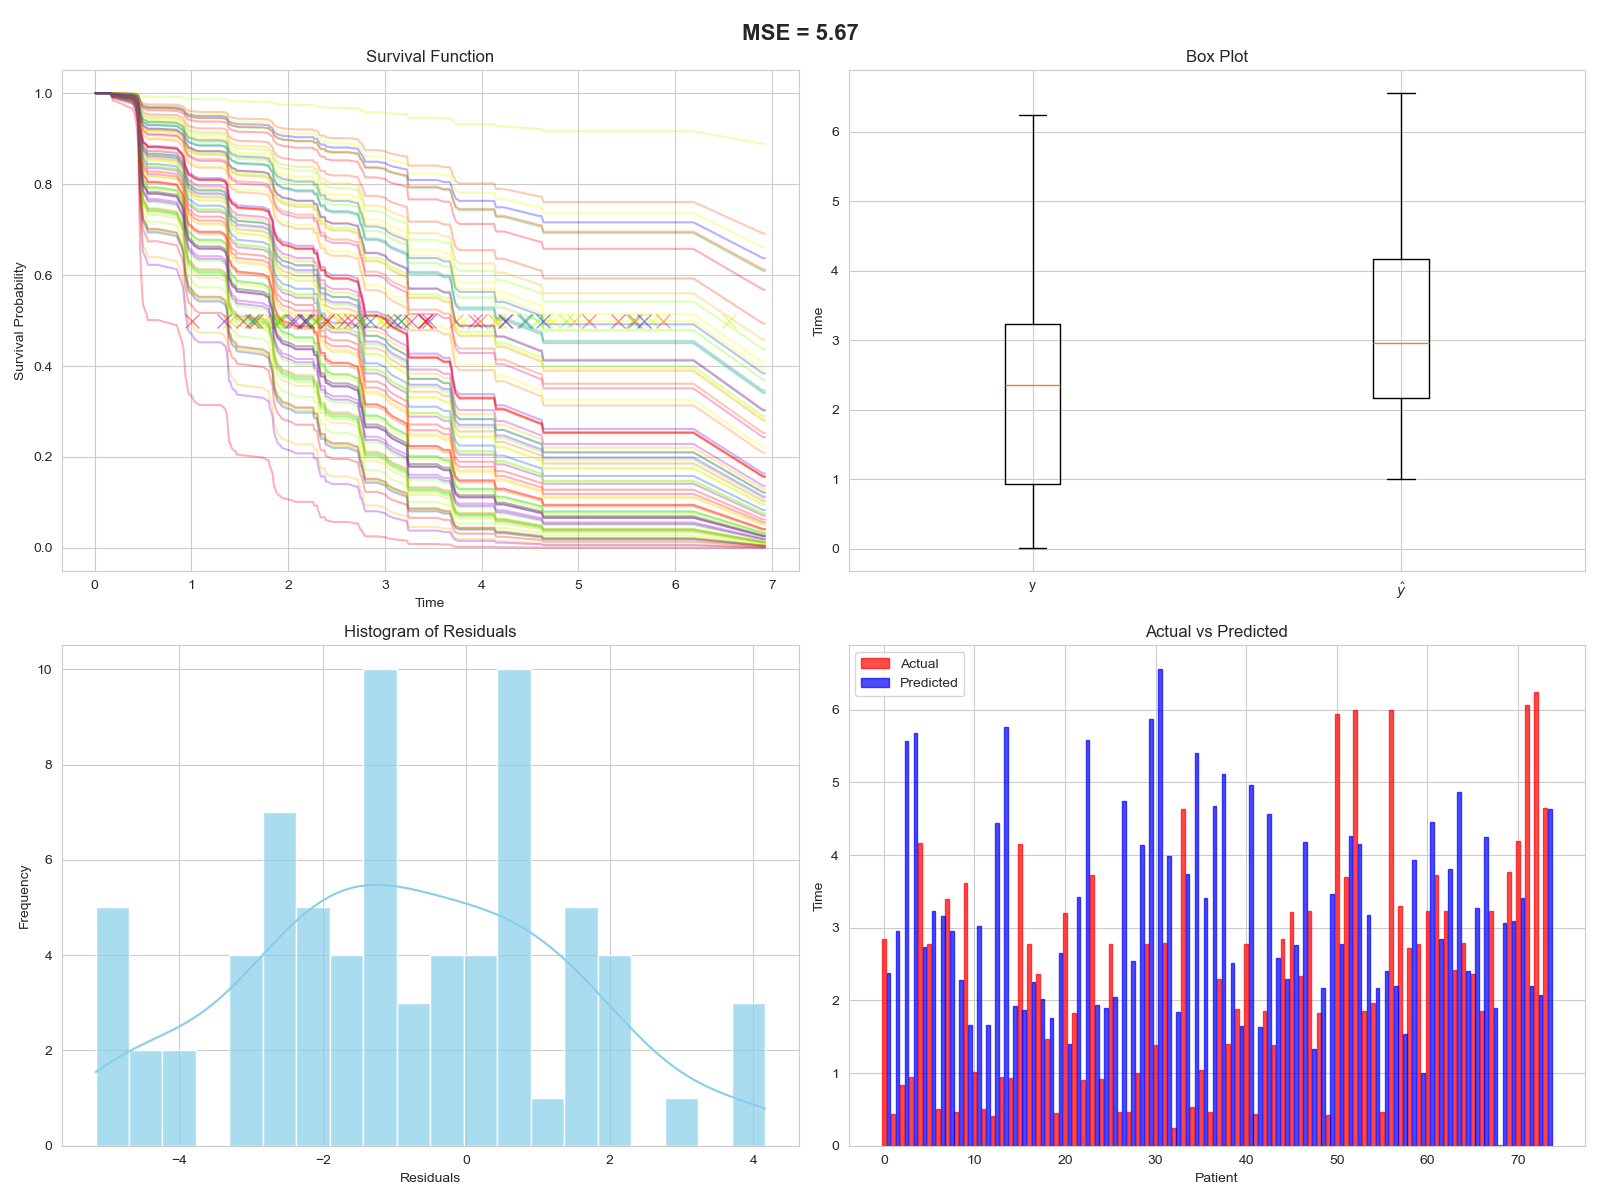 MSE = 5.67
Survival Function
Survival Probability
1.0
0.8
0.6
0.4
0.2
0.0
0 1 2 3 4 5 6 7
Time
Box Plot
Time
6
5
4
3
2
1
0
y ŷ
Histogram of Residuals
Frequency
10
8
6
4
2
0
−4 −2 0 2 4
Residuals
Actual vs Predicted
Actual
Predicted
Time
6
5
4
3
2
1
0
0 10 20 30 40 50 60 70
Patient